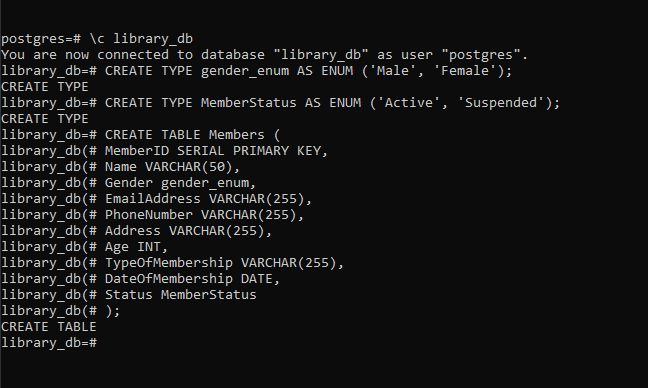 postgres=# \c library_db
You are now connected to database "library_db" as user "postgres".
library_db=# CREATE TYPE gender_enum AS ENUM ('Male', 'Female');
CREATE TYPE
library_db=# CREATE TYPE MemberStatus AS ENUM ('Active', 'Suspended');
CREATE TYPE
library_db=# CREATE TABLE Members (
library_db(# MemberID SERIAL PRIMARY KEY,
library_db(# Name VARCHAR(50),
library_db(# Gender gender_enum,
library_db(# EmailAddress VARCHAR(255),
library_db(# PhoneNumber VARCHAR(255),
library_db(# Address VARCHAR(255),
library_db(# Age INT,
library_db(# TypeOfMembership VARCHAR(255),
library_db(# DateOfMembership DATE,
library_db(# Status MemberStatus
library_db(# );
CREATE TABLE
library_db=#